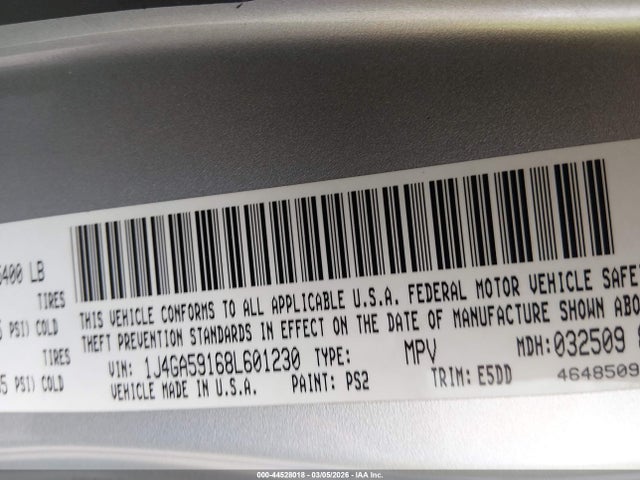 5400 LB
TIRES
PSI) COLD
TIRES
35 PSI) COLD
THIS VEHICLE CONFORMS TO ALL APPLICABLE U.S.A. FEDERAL MOTOR VEHICLE SAFE
THEFT PREVENTION STANDARDS IN EFFECT ON THE DATE OF MANUFACTURE SHOWN ABO
VIN: 1J4GA59168L601230 TYPE: MPV MDH:032509
VEHICLE MADE IN U.S.A. PAINT: PS2 TRIM: E5DD 4648509
000-44528018 - 03/05/2026 - IAA Inc.